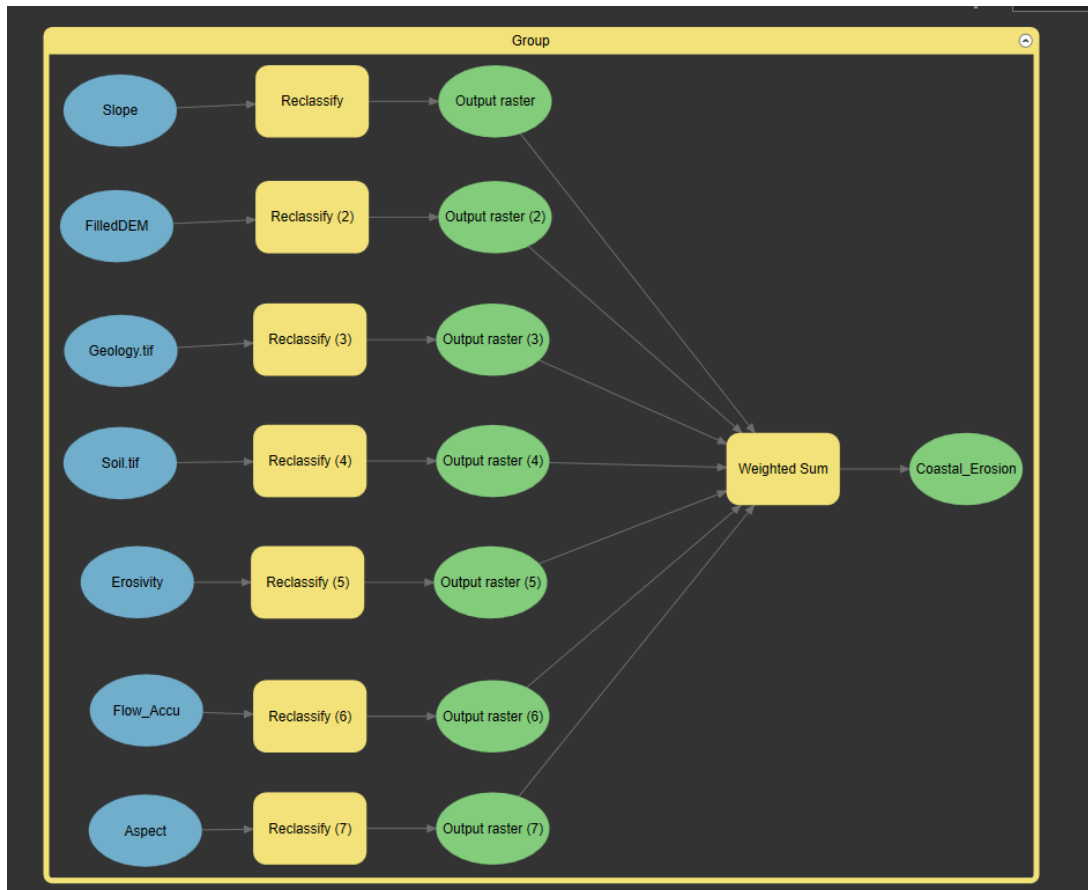 Group
Slope
Reclassify
Output raster
FilledDEM
Reclassify (2)
Output raster (2)
Geology.tif
Reclassify (3)
Output raster (3)
Soil.tif
Reclassify (4)
Output raster (4)
Weighted Sum
Coastal_Erosion
Erosivity
Reclassify (5)
Output raster (5)
Flow_Accu
Reclassify (6)
Output raster (6)
Aspect
Reclassify (7)
Output raster (7)